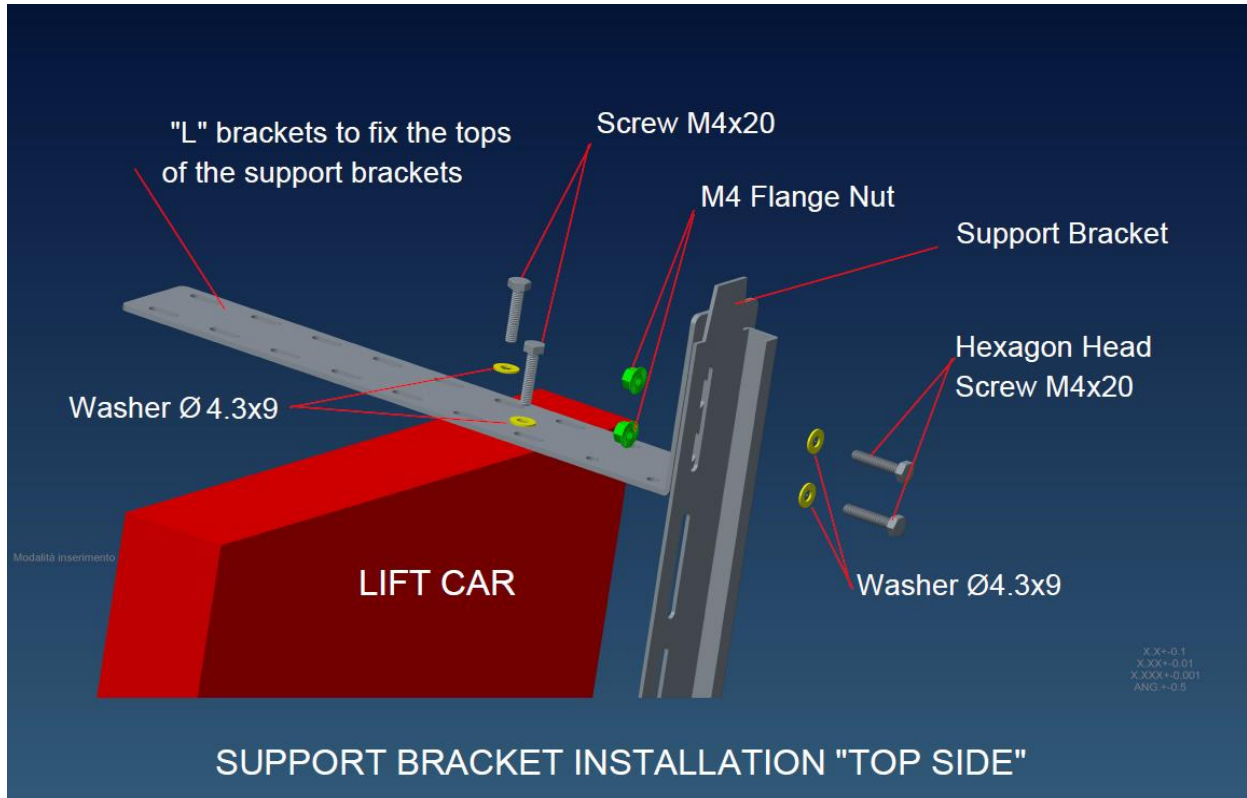 "L" brackets to fix the tops
of the support brackets
Screw M4x20
M4 Flange Nut
Support Bracket
Hexagon Head
Screw M4x20
Washer Ø 4.3x9
Modalità inserimento
LIFT CAR
Washer Ø4.3x9
X.X+-0.1
X.XX+-0.01
X.XXX+-0.001
ANG.+-0.5
SUPPORT BRACKET INSTALLATION "TOP SIDE"